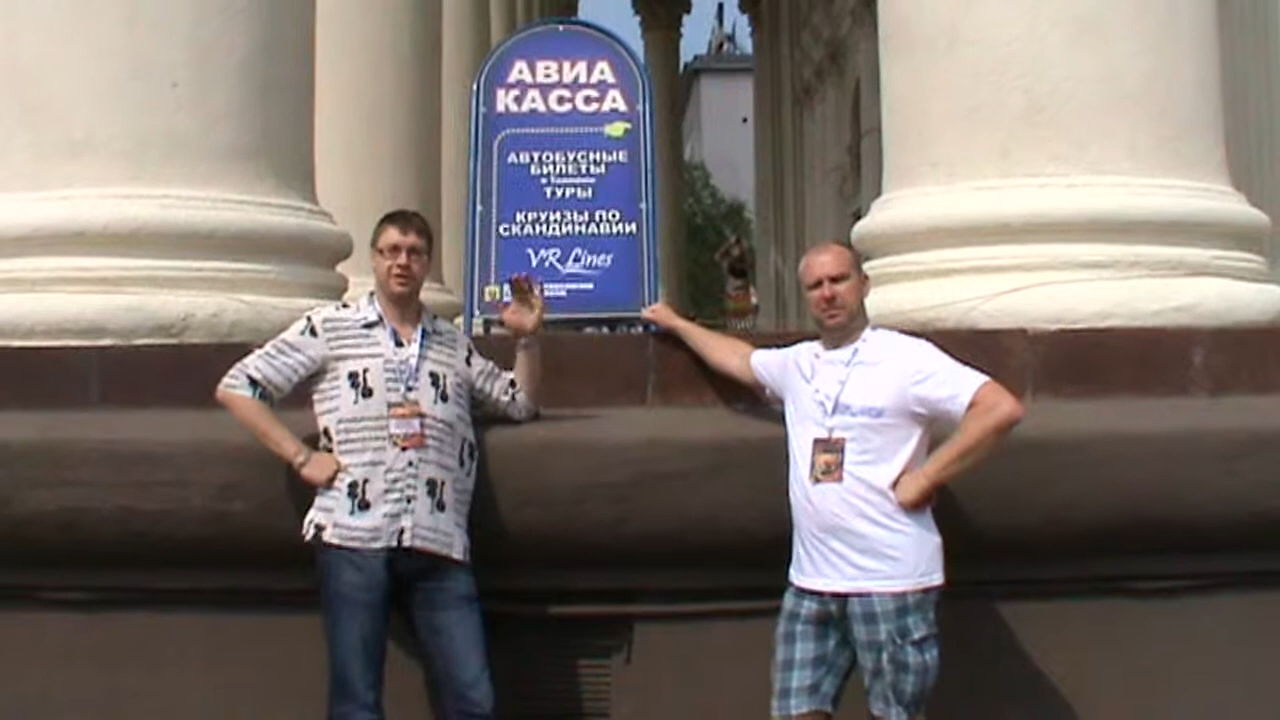 АВИА
КАССА
АВТОБУСНЫЕ
БИЛЕТЫ
ТУРЫ
КРУИЗЫ ПО
СКАНДИНАВИИ
VR Lines